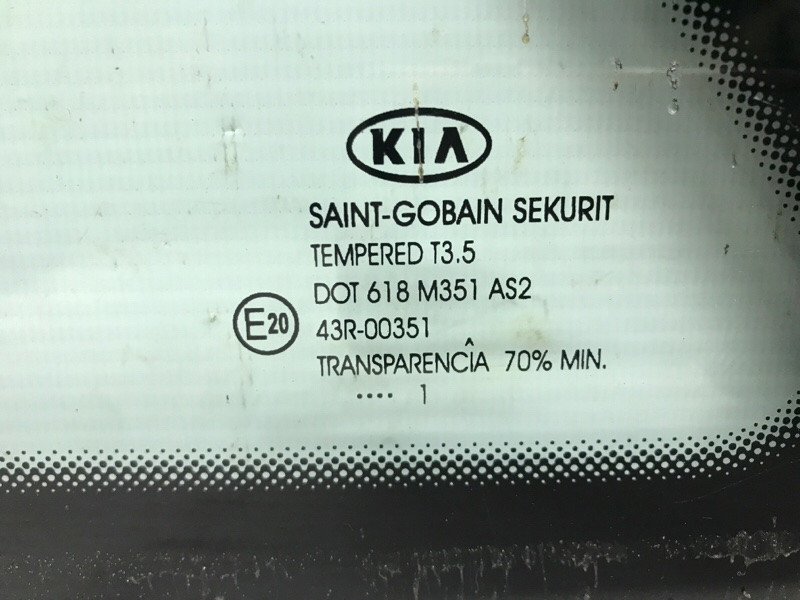 KIA
SAINT-GOBAIN SEKURIT
TEMPERED T3.5
DOT 618 M351 AS2
E20
43R-00351
TRANSPARENCÎA 70% MIN.
.... 1